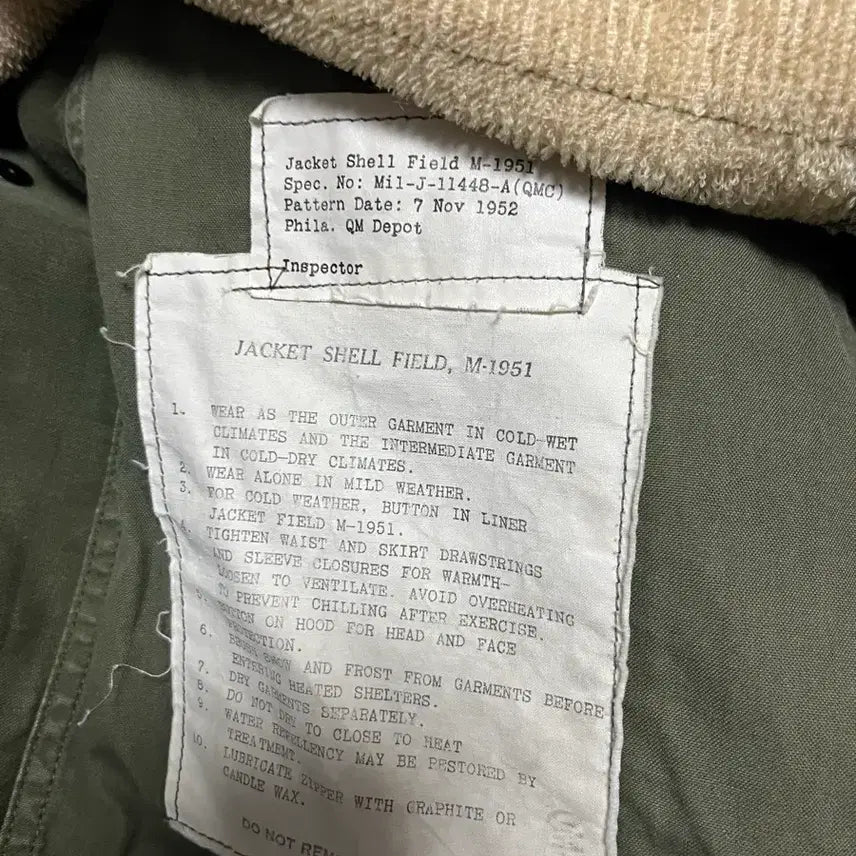 Jacket Shell Field M-1951
Spec. No: Mil-J-11448-A(QMC)
Pattern Date: 7 Nov 1952
Phila. QM Depot
Inspector
JACKET SHELL FIELD, M-1951
1. WEAR AS THE OUTER GARMENT IN COLD-WET
CLIMATES AND THE INTERMEDIATE GARMENT
IN COLD-DRY CLIMATES.
2. WEAR ALONE IN MILD WEATHER.
3. FOR COLD WEATHER, BUTTON IN LINER
JACKET FIELD M-1951.
4. TIGHTEN WAIST AND SKIRT DRAWSTRINGS
AND SLEEVE CLOSURES FOR WARMTH-
LOOSEN TO VENTILATE. AVOID OVERHEATING
TO PREVENT CHILLING AFTER EXERCISE.
5. BUTTON ON HOOD FOR HEAD AND FACE
PROTECTION.
6. BRUSH SNOW AND FROST FROM GARMENTS BEFORE
ENTERING HEATED SHELTERS.
7. DRY GARMENTS SEPARATELY.
8. DO NOT DRY TO CLOSE TO HEAT
9. WATER REPELLENCY MAY BE RESTORED BY
TREATMENT.
10. LUBRICATE ZIPPER WITH GRAPHITE OR
CANDLE WAX.
DO NOT REM